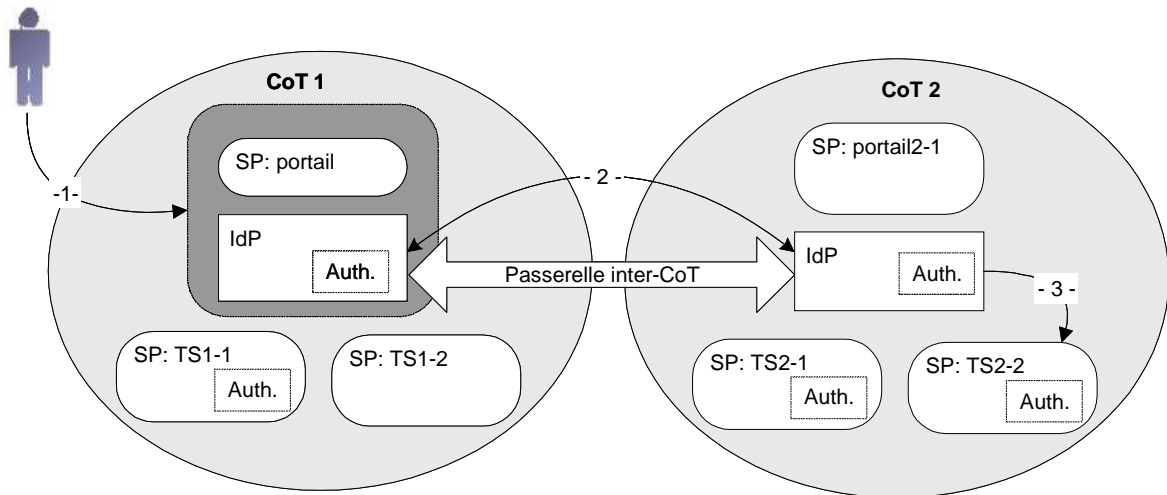 CoT 1
CoT 2
SP: portail
SP: portail2-1
-1-
- 2 -
IdP
Auth.
Passerelle inter-CoT
IdP
Auth.
- 3 -
SP: TS1-1
Auth.
SP: TS1-2
SP: TS2-1
Auth.
SP: TS2-2
Auth.